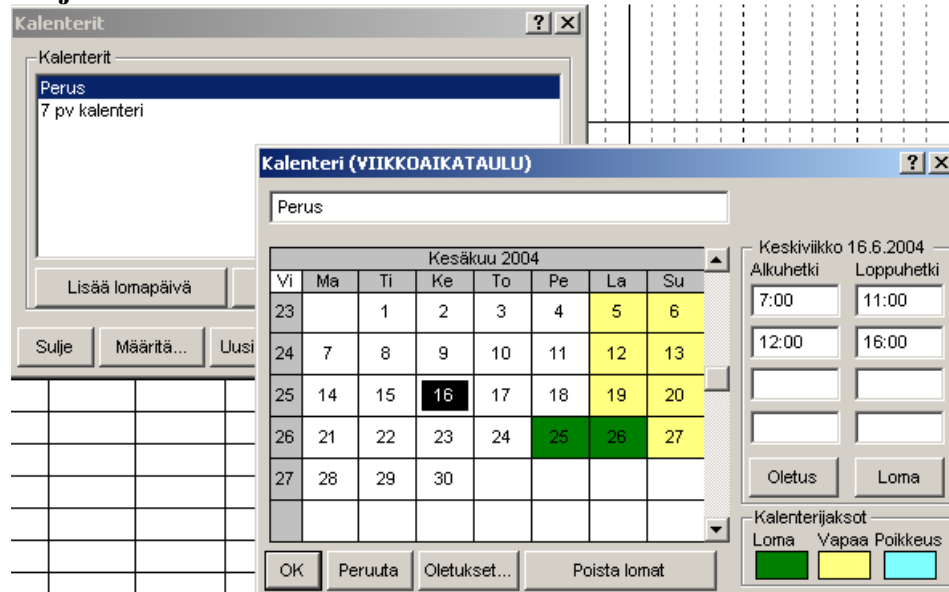 Kalenterit
Kalenterit
Perus
7 pv kalenteri
Lisää lomapäivä
Sulje
Määritä...
Uusi
Kalenteri (VIIKKOAIKATAULU)
Perus
Kesäkuu 2004
Vi Ma Ti Ke To Pe La Su
23 1 2 3 4 5 6
24 7 8 9 10 11 12 13
25 14 15 16 17 18 19 20
26 21 22 23 24 25 26 27
27 28 29 30
Keskiviikko 16.6.2004
Alkuhetki Loppuhetki
7:00 11:00
12:00 16:00
Oletus Loma
Kalenterijaksot
Loma Vapaa Poikkeus
OK Peruuta Oletukset... Poista lomat